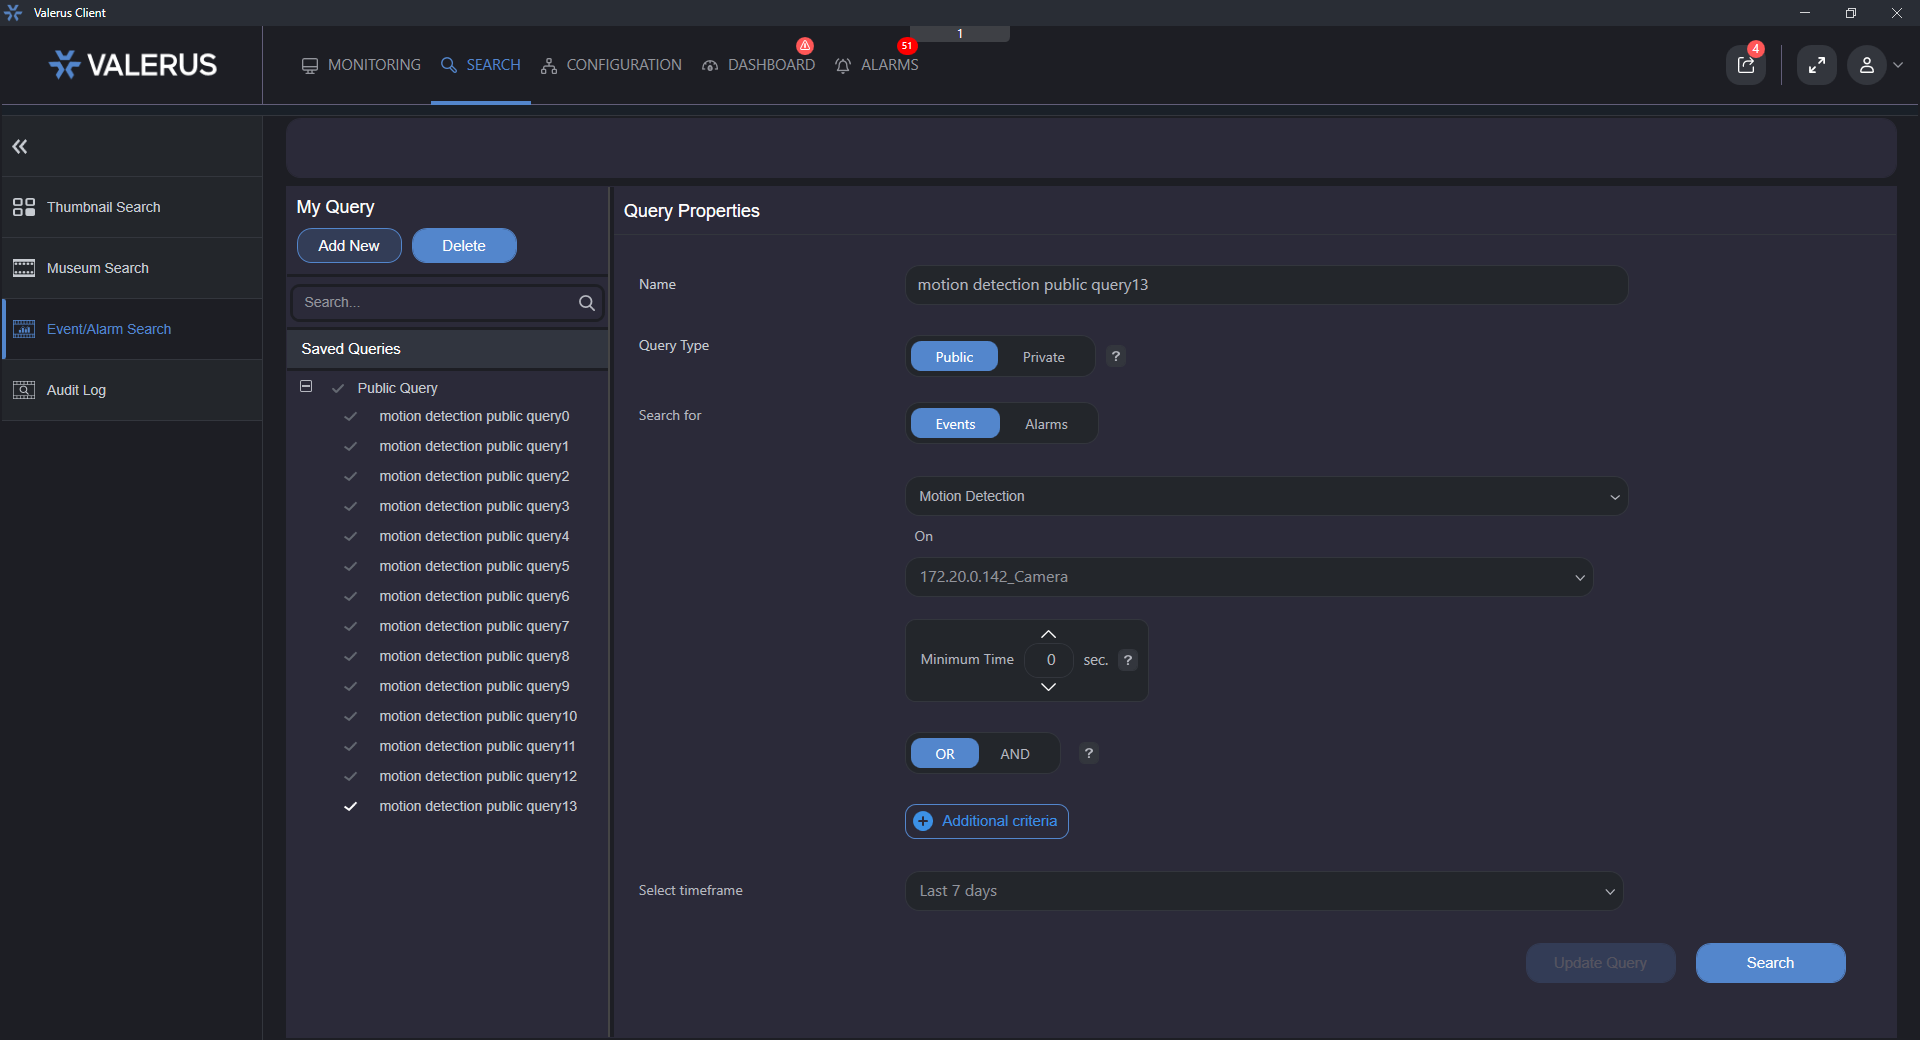 Valerus Client
1
VALERUS
MONITORING
SEARCH
CONFIGURATION
DASHBOARD
51
ALARMS
4
Thumbnail Search
Museum Search
Event/Alarm Search
Audit Log
My Query
Add New
Delete
Search...
Saved Queries
Public Query
motion detection public query0
motion detection public query1
motion detection public query2
motion detection public query3
motion detection public query4
motion detection public query5
motion detection public query6
motion detection public query7
motion detection public query8
motion detection public query9
motion detection public query10
motion detection public query11
motion detection public query12
motion detection public query13
Query Properties
Name
motion detection public query13
Query Type
Public
Private
?
Search for
Events
Alarms
Motion Detection
On
172.20.0.142_Camera
Minimum Time
0
sec.
?
OR
AND
?
Additional criteria
Select timeframe
Last 7 days
Update Query
Search